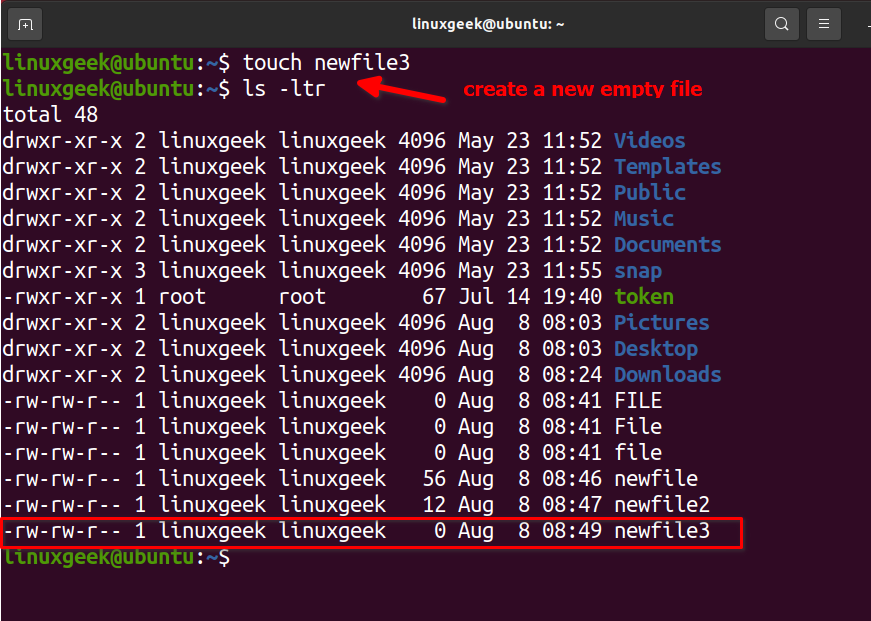 linuxgeek@ubuntu: ~
linuxgeek@ubuntu:~$ touch newfile3
linuxgeek@ubuntu:~$ ls -ltr
create a new empty file
total 48
drwxr-xr-x 2 linuxgeek linuxgeek 4096 May 23 11:52 Videos
drwxr-xr-x 2 linuxgeek linuxgeek 4096 May 23 11:52 Templates
drwxr-xr-x 2 linuxgeek linuxgeek 4096 May 23 11:52 Public
drwxr-xr-x 2 linuxgeek linuxgeek 4096 May 23 11:52 Music
drwxr-xr-x 2 linuxgeek linuxgeek 4096 May 23 11:52 Documents
drwxr-xr-x 3 linuxgeek linuxgeek 4096 May 23 11:55 snap
-rwxr-xr-x 1 root      root        67 Jul 14 19:40 token
drwxr-xr-x 2 linuxgeek linuxgeek 4096 Aug  8 08:03 Pictures
drwxr-xr-x 2 linuxgeek linuxgeek 4096 Aug  8 08:03 Desktop
drwxr-xr-x 2 linuxgeek linuxgeek 4096 Aug  8 08:24 Downloads
-rw-rw-r-- 1 linuxgeek linuxgeek    0 Aug  8 08:41 FILE
-rw-rw-r-- 1 linuxgeek linuxgeek    0 Aug  8 08:41 File
-rw-rw-r-- 1 linuxgeek linuxgeek    0 Aug  8 08:41 file
-rw-rw-r-- 1 linuxgeek linuxgeek   56 Aug  8 08:46 newfile
-rw-rw-r-- 1 linuxgeek linuxgeek   12 Aug  8 08:47 newfile2
-rw-rw-r-- 1 linuxgeek linuxgeek    0 Aug  8 08:49 newfile3
linuxgeek@ubuntu:~$